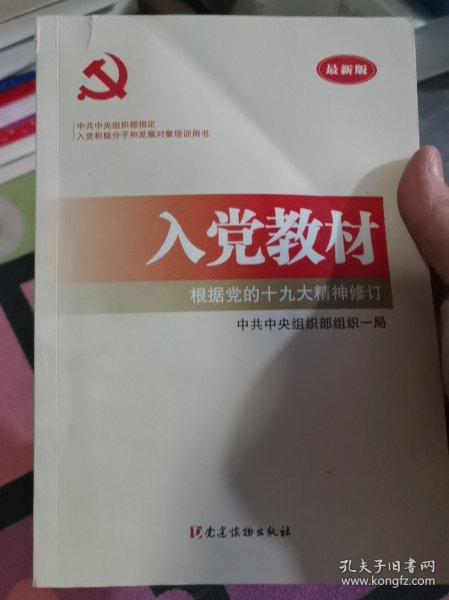 最新版
中共中央组织部指定
入党积极分子和发展对象培训用书
入党教材
根据党的十九大精神修订
中共中央组织部组织一局
党建读物出版社
孔夫子旧书网
www.kongfz.com